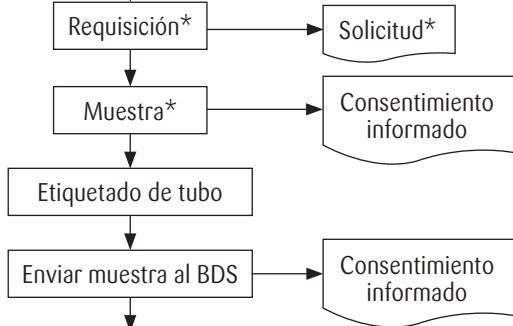 Requisición*
Solicitud*
Muestra*
Consentimiento
informado
Etiquetado de tubo
Enviar muestra al BDS
Consentimiento
informado